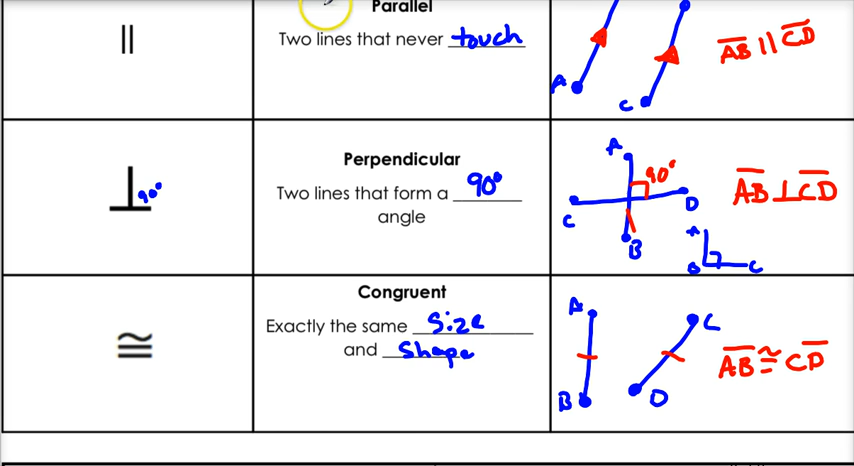 Parallel
||
Two lines that never touch
A
C
AB || CD
Perpendicular
⊥ 90°
Two lines that form a 90°
angle
A
90°
C
D
B
AB ⊥ CD
A
B
C
Congruent
≅
Exactly the same size
and shape
A
C
B
D
AB ≅ CD